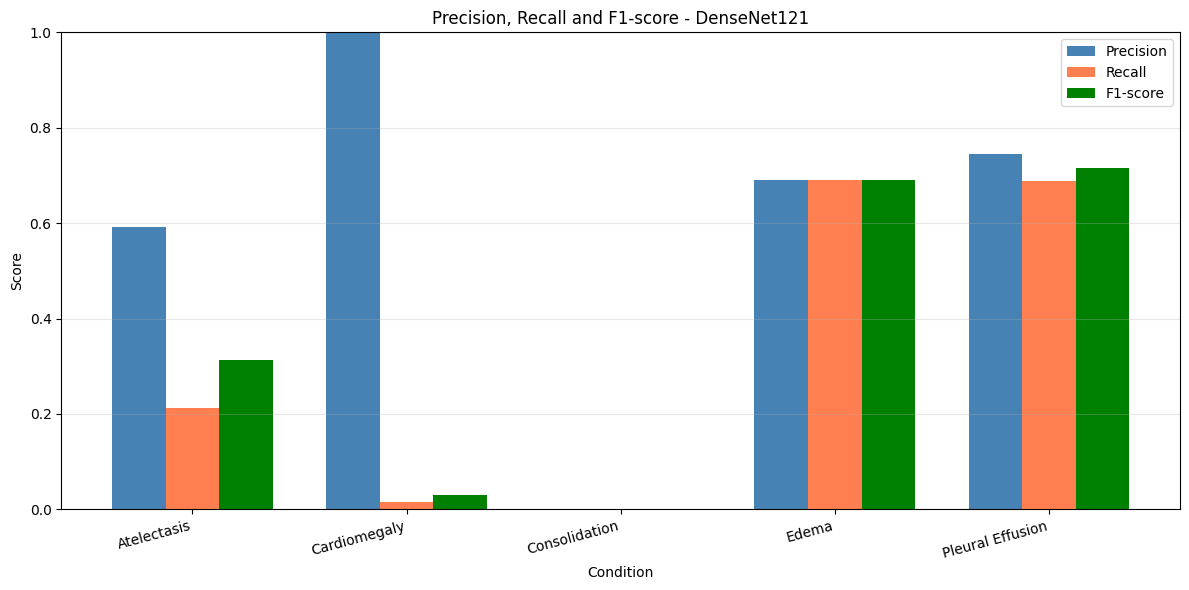 Precision, Recall and F1-score - DenseNet121
Precision
Recall
F1-score
Score
1.0
0.8
0.6
0.4
0.2
0.0
Atelectasis
Cardiomegaly
Consolidation
Edema
Pleural Effusion
Condition